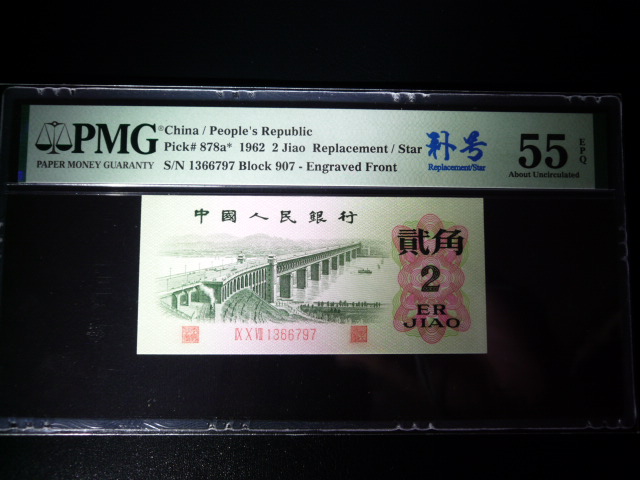 PMG®
PAPER MONEY GUARANTY
China / People's Republic
Pick# 878a* 1962 2 Jiao Replacement / Star
S/N 1366797 Block 907 - Engraved Front
补号
Replacement/Star
55 EPQ
About Uncirculated
中國人民銀行
貳角
2
ER
JIAO
Ⅸ Ⅹ Ⅶ 1366797